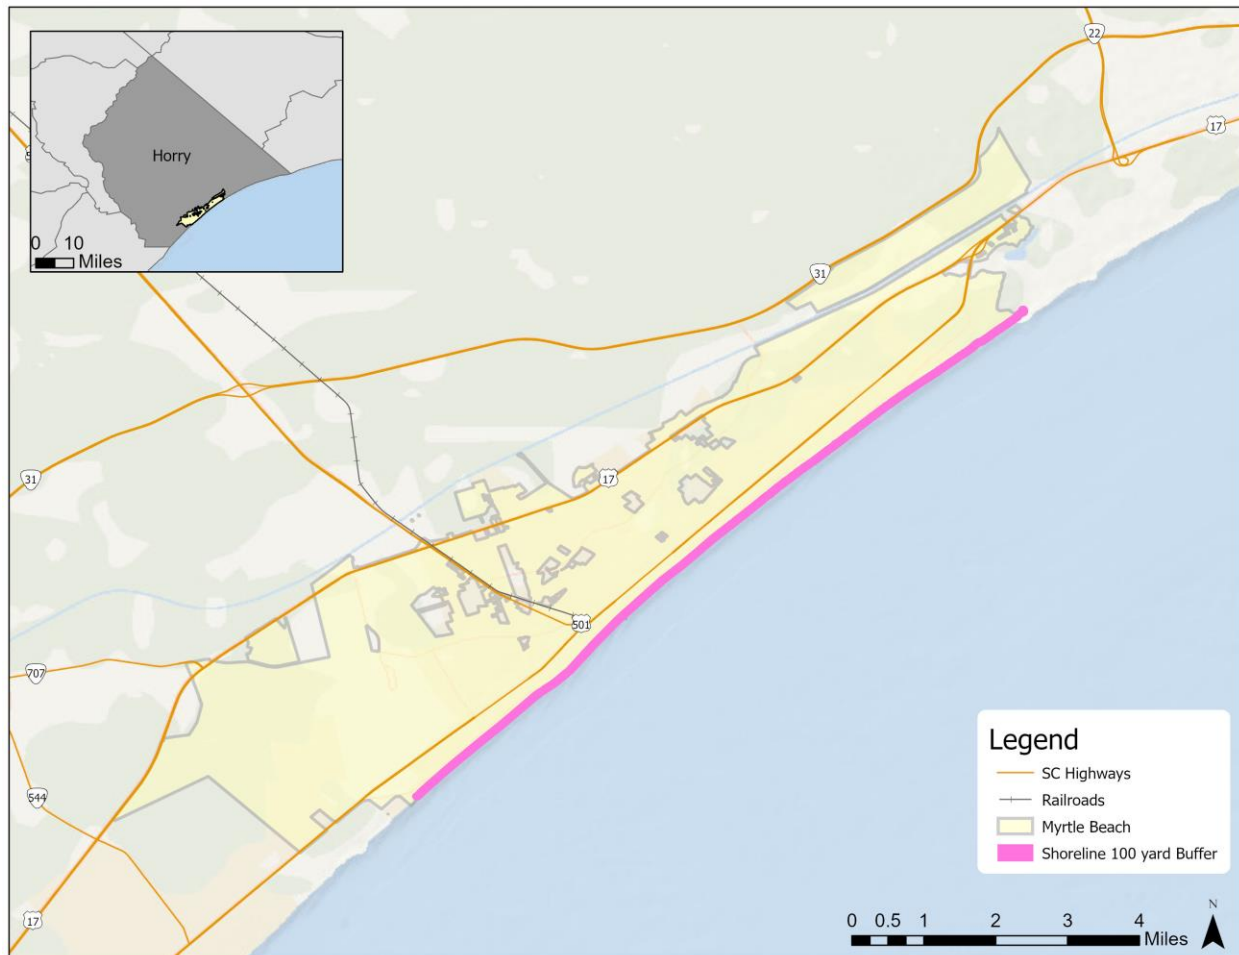 22
17
Horry
0 10
Miles
31
31
17
501
707
544
17
Legend
SC Highways
Railroads
Myrtle Beach
Shoreline 100 yard Buffer
N
0 0.5 1 2 3 4
Miles